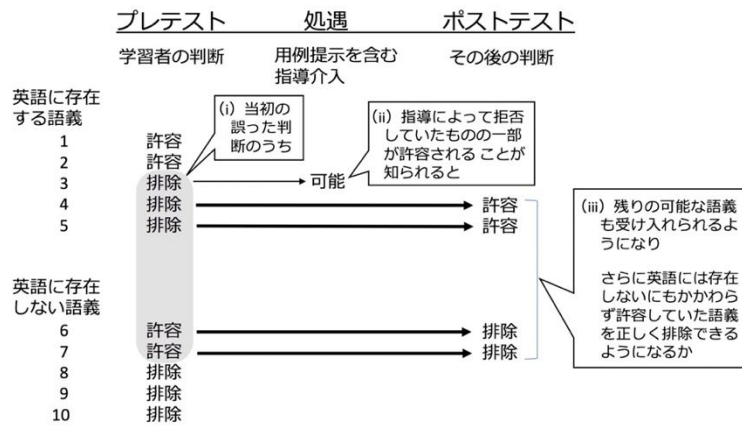 プレテスト 処遇 ポストテスト
学習者の判断 用例提示を含む指導介入 その後の判断
英語に存在
する語義
(i) 当初の
誤った判
断のうち
(ii) 指導によって拒否
していたものの一部
が許容される ことが
知られると
1 許容
2 許容
3 排除 可能
4 排除 許容
5 排除 許容
(iii) 残りの可能な語義
も受け入れられるよ
うになり
さらに英語には存在
しないにもかかわら
ず許容していた語義
を正しく排除できる
ようになるか
英語に存在
しない語義
6 許容 排除
7 許容 排除
8 排除
9 排除
10 排除